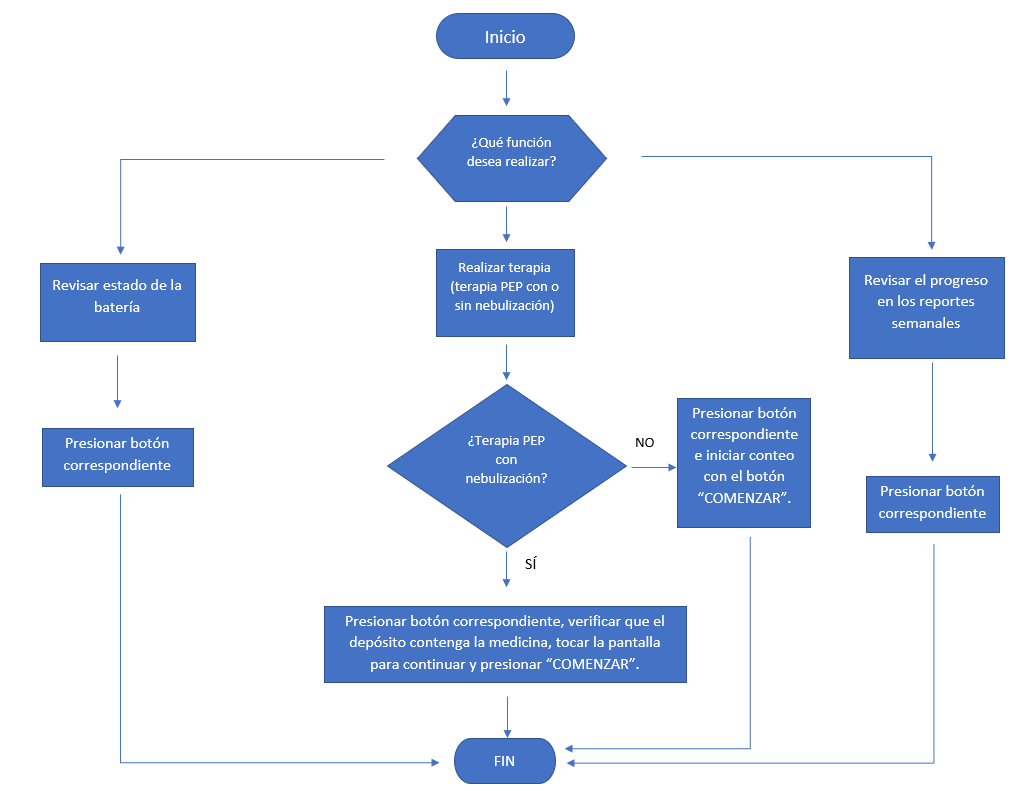 Inicio
¿Qué función
desea realizar?
Revisar estado de la
batería
Realizar terapia
(terapia PEP con o
sin nebulización)
Revisar el progreso
en los reportes
semanales
Presionar botón
correspondiente
¿Terapia PEP
con
nebulización?
NO
Presionar botón
correspondiente
e iniciar conteo
con el botón
“COMENZAR”.
Presionar botón
correspondiente
SÍ
Presionar botón correspondiente, verificar que el
depósito contenga la medicina, tocar la pantalla
para continuar y presionar “COMENZAR”.
FIN